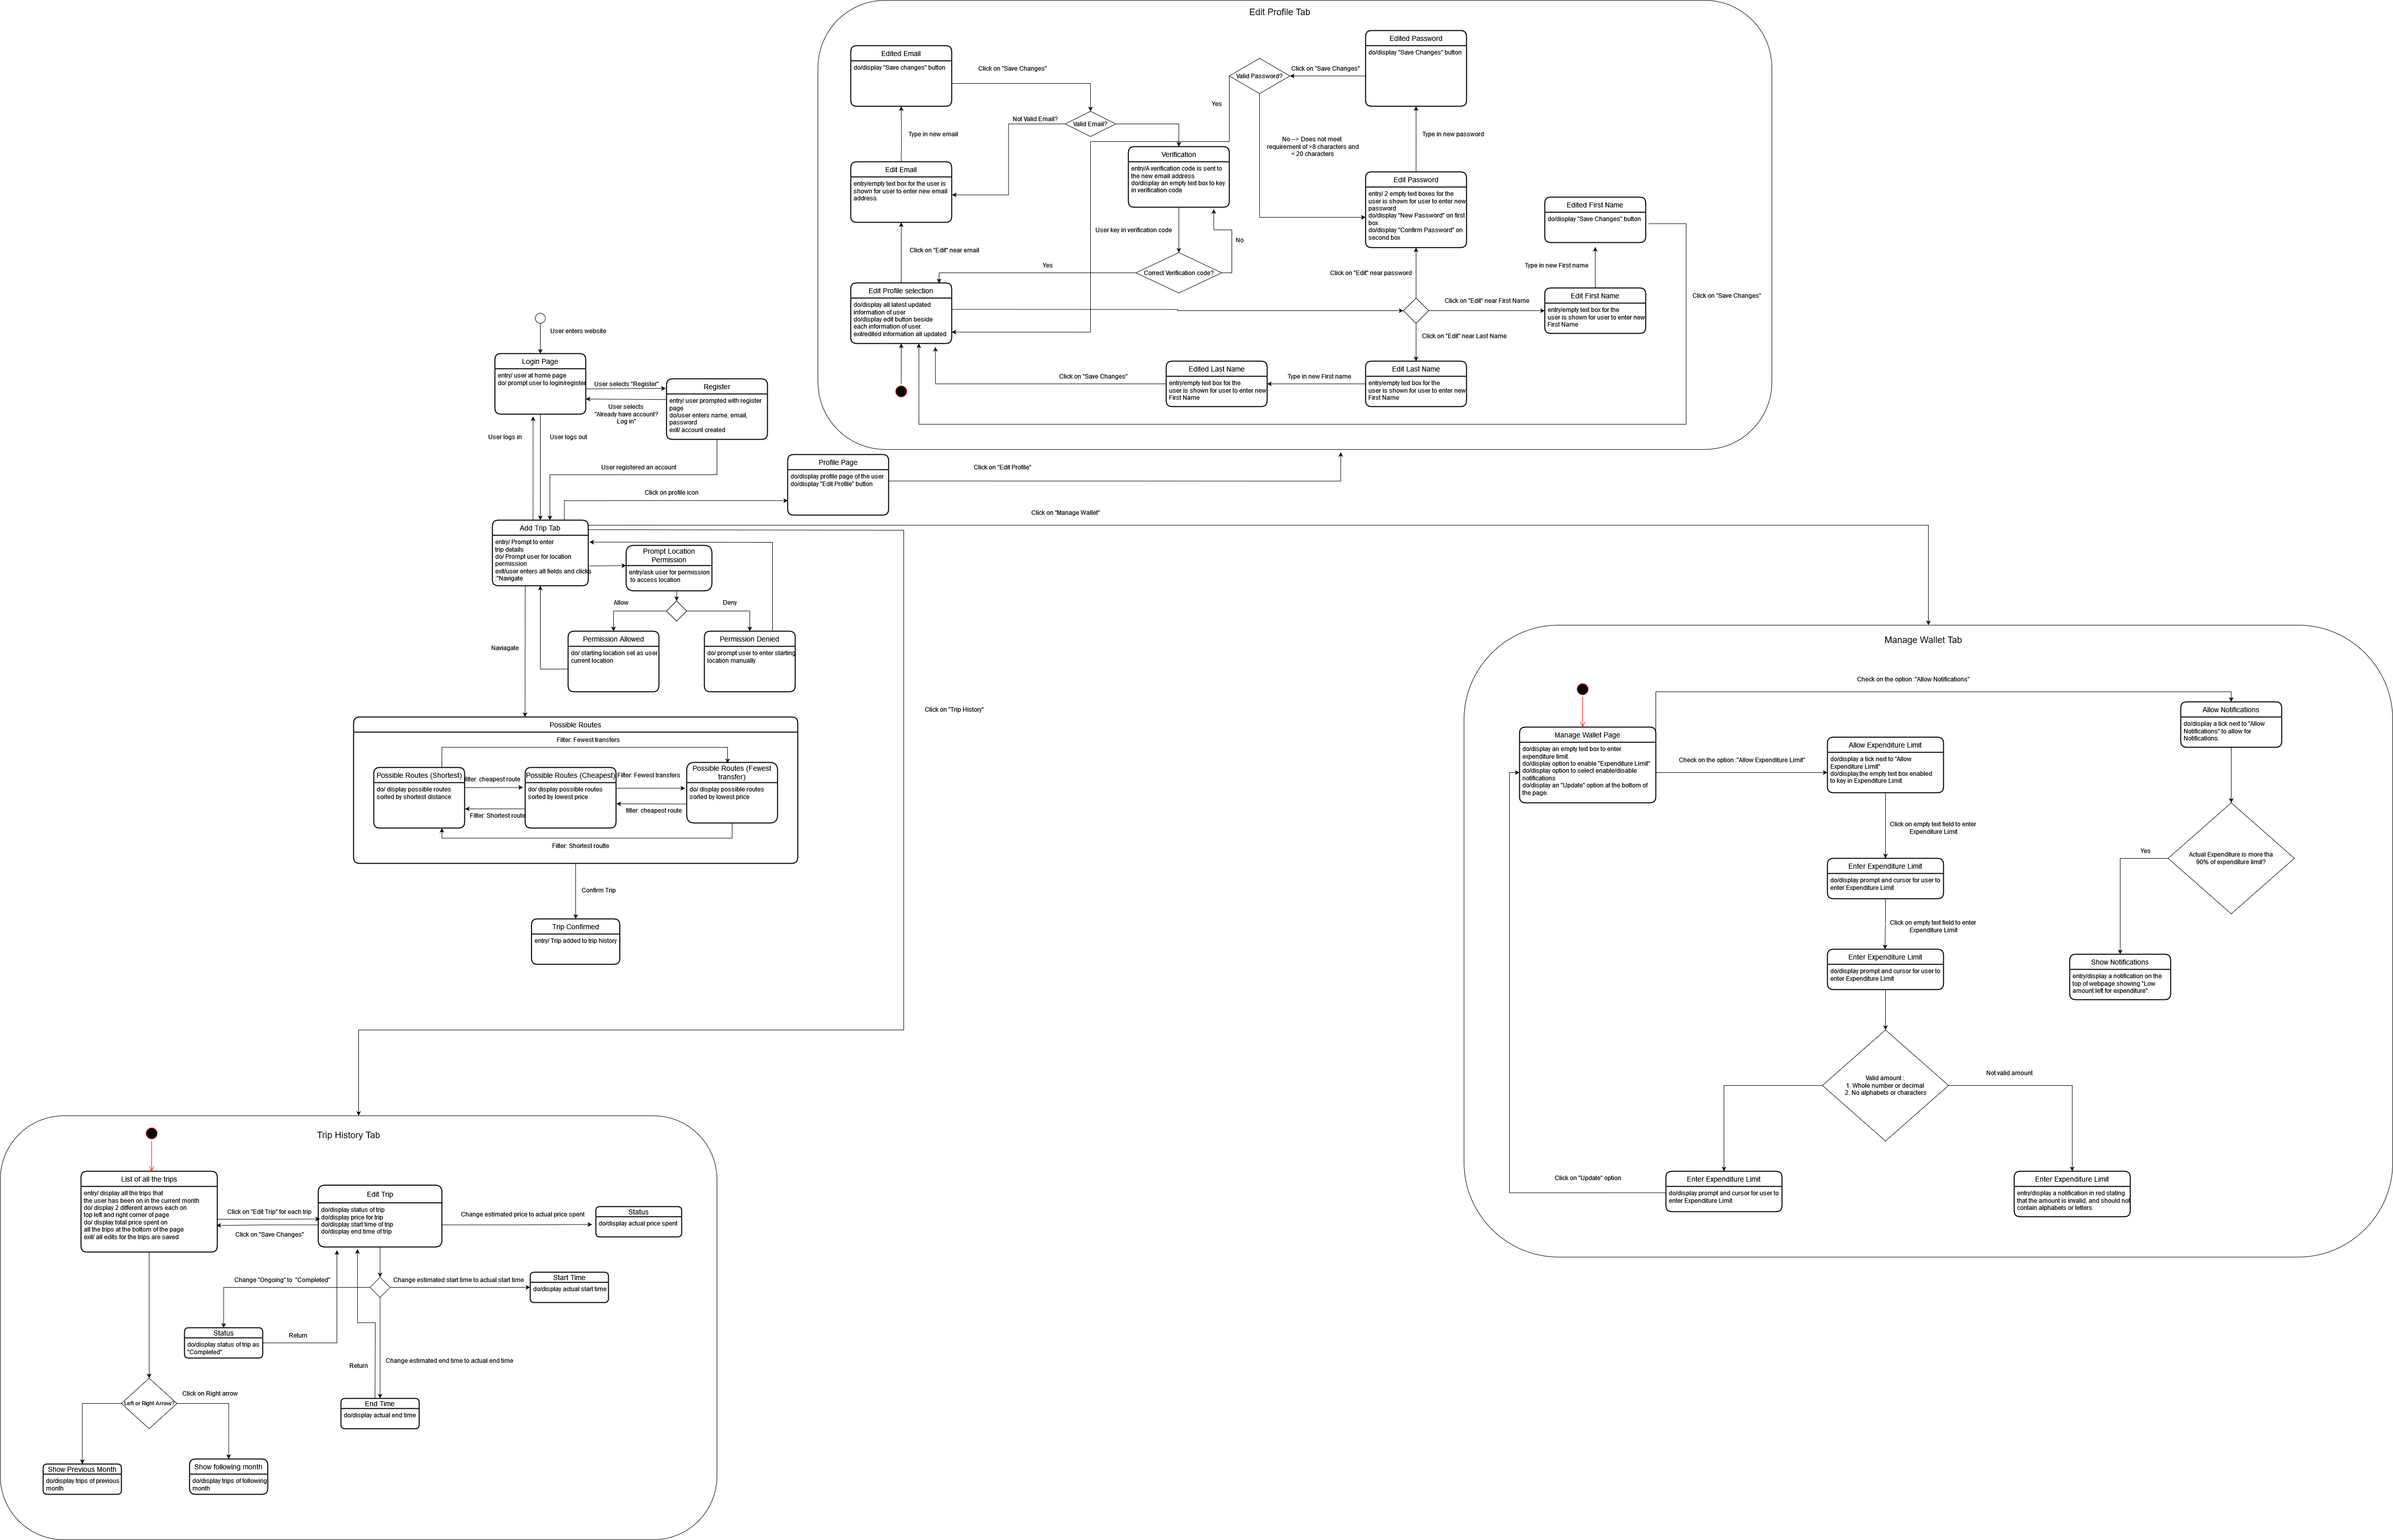 Edit Profile Tab
Edited Email
do/display "Save changes" button
Click on "Save Changes"
Valid Email?
Not Valid Email?
Type in new email
Edit Email
entry/empty text box for the user is
shown for user to enter new email
address.
Click on "Edit" near email
Verification
entry/A verification code is sent to
the new email address
do/display an empty text box to key
in verification code
User key in verification code
Correct Verification code?
No
Yes
Valid Password?
Click on "Save Changes"
Yes
No --> Does not meet
requirement of >8 characters and
< 20 characters
Edited Password
do/display "Save Changes" button
Type in new password
Edit Password
entry/ 2 empty text boxes for the
user is shown for user to enter new
password
do/display "New Password" on first
box
do/display "Confirm Password" on
second box
Click on "Edit" near password
Edit Profile selection
do/display all latest updated
information of user
do/display edit button beside
each information of user.
exit/edited information all updated
Click on "Edit" near First Name
Edited First Name
do/display "Save Changes" button
Type in new First name
Edit First Name
entry/empty text box for the
user is shown for user to enter new
First Name
Click on "Save Changes"
Click on "Edit" near Last Name
Edit Last Name
entry/empty text box for the
user is shown for user to enter new
First Name
Type in new First name
Edited Last Name
entry/empty text box for the
user is shown for user to enter new
First Name
Click on "Save Changes"
User enters website
Login Page
entry/ user at home page
do/ prompt user to login/register
User selects "Register"
User selects
"Already have account?
Log in"
Register
entry/ user prompted with register
page
do/user enters name, email,
password
exit/ account created
User logs in
User logs out
User registered an account
Click on profile icon
Profile Page
do/display profile page of the user
do/display "Edit Profile" button
Click on "Edit Profile"
Click on "Manage Wallet"
Add Trip Tab
entry/ Prompt to enter
trip details
do/ Prompt user for location
permission
exit/user enters all fields and clicks
:"Navigate
Prompt Location
Permission
entry/ask user for permission
to access location
Allow
Deny
Permission Allowed
do/ starting location set as user
current location
Permission Denied
do/ prompt user to enter starting
location manually
Naviagate
Click on "Trip History"
Possible Routes
Filter: Fewest transfers
Possible Routes (Shortest)
do/ display possible routes
sorted by shortest distance
filter: cheapest route
Filter: Shortest route
Possible Routes (Cheapest)
do/ display possible routes
sorted by lowest price
Filter: Fewest transfers
filter: cheapest route
Possible Routes (Fewest
transfer)
do/ display possible routes
sorted by lowest price
Filter: Shortest routte
Confirm Trip
Trip Confirmed
entry/ Trip added to trip history
Manage Wallet Tab
Check on the option :"Allow Notifications"
Manage Wallet Page
do/display an empty text box to enter
expenditure limit.
do/display option to enable "Expenditure Limit"
do/display option to select enable/disable
notifications
do/display an "Update" option at the bottom of
the page.
Check on the option :"Allow Expenditure Limit"
Allow Expenditure Limit
do/display a tick next to "Allow
Expenditure Limit"
do/display the empty text box enabled
to key in Expenditure Limit.
Allow Notifications
do/display a tick next to "Allow
Notifications" to allow for
Notifications.
Click on empty text field to enter
Expenditure Limit
Enter Expenditure Limit
do/display prompt and cursor for user to
enter Expenditure Limit
Click on empty text field to enter
Expenditure Limit
Enter Expenditure Limit
do/display prompt and cursor for user to
enter Expenditure Limit
Actual Expenditure is more tha
90% of expenditure limit?
Yes
Show Notifications
entry/display a notification on the
top of webpage showing "Low
amount left for expenditure".
Valid amount :
1. Whole number or decimal
2. No alphabets or characters
Not valid amount
Click on "Update" option
Enter Expenditure Limit
do/display prompt and cursor for user to
enter Expenditure Limit
Enter Expenditure Limit
entry/display a notification in red stating
that the amount is invalid, and should not
contain alphabets or letters.
Trip History Tab
List of all the trips
entry/ display all the trips that
the user has been on in the current month
do/ display 2 different arrows each on
top left and right corner of page
do/ display total price spent on
all the trips at the bottom of the page
exit/ all edits for the trips are saved
Click on "Edit Trip" for each trip
Click on "Save Changes"
Edit Trip
do/display status of trip
do/display price for trip
do/display start time of trip
do/display end time of trip
Change estimated price to actual price spent
Status
do/display actual price spent
Change "Ongoing" to "Completed"
Change estimated start time to actual start time
Start Time
do/display actual start time
Status
do/display status of trip as
"Completed"
Return
Return
Change estimated end time to actual end time
End Time
do/display actual end time
Left or Right Arrow?
Click on Right arrow
Show Previous Month
do/display trips of previous
month
Show following month
do/display trips of following
month